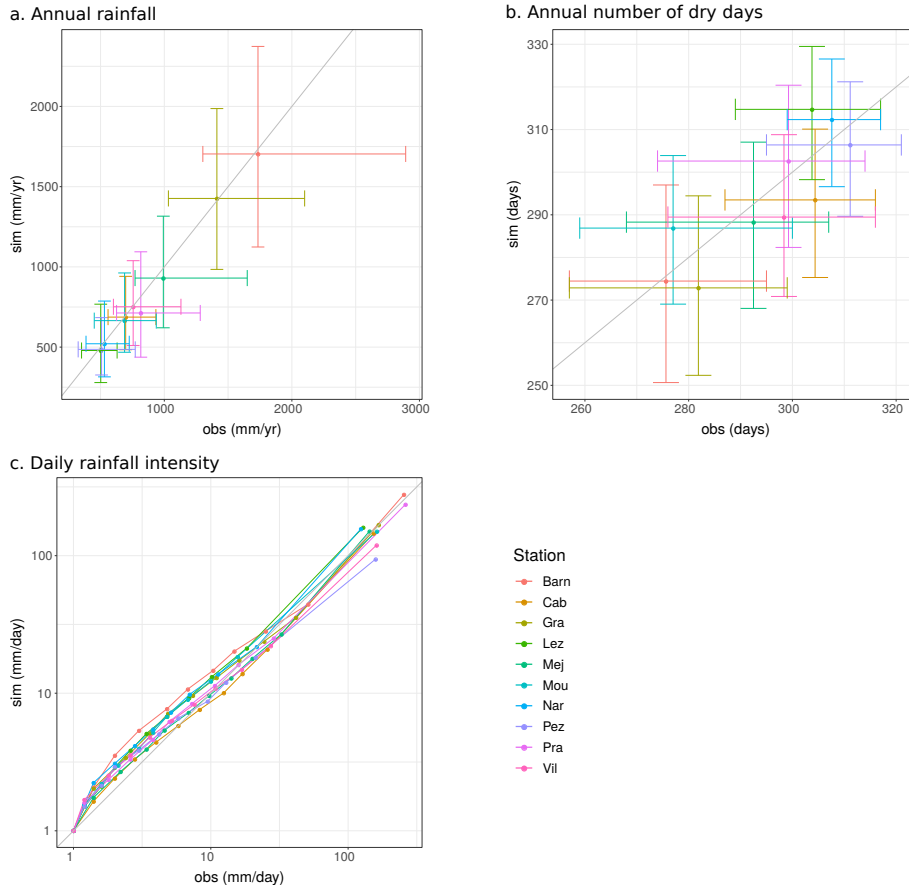 a. Annual rainfall
2000
1500
1000
500
sim (mm/yr)
1000
2000
3000
obs (mm/yr)
b. Annual number of dry days
330
310
290
270
250
sim (days)
260
280
300
320
obs (days)
c. Daily rainfall intensity
100
10
1
sim (mm/day)
1
10
100
obs (mm/day)
Station
Barn
Cab
Gra
Lez
Mej
Mou
Nar
Pez
Pra
Vil